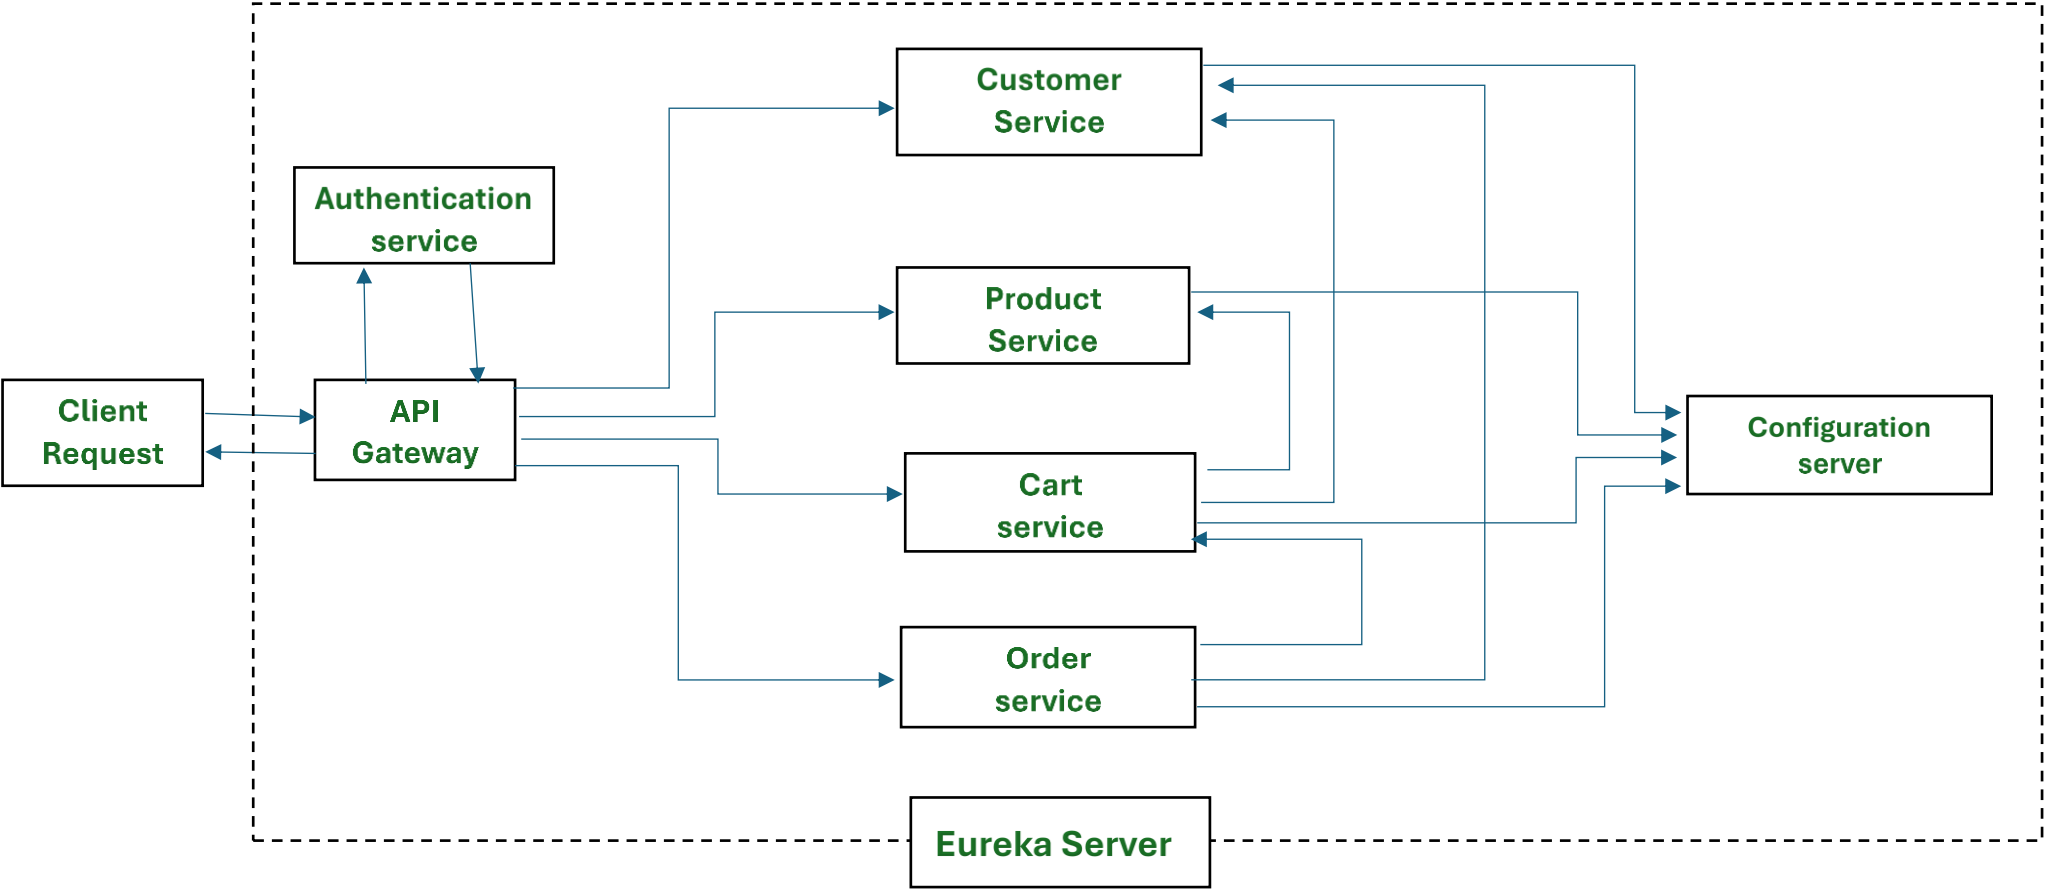 Customer
Service
Authentication
service
Product
Service
Client
Request
API
Gateway
Configuration
server
Cart
service
Order
service
Eureka Server